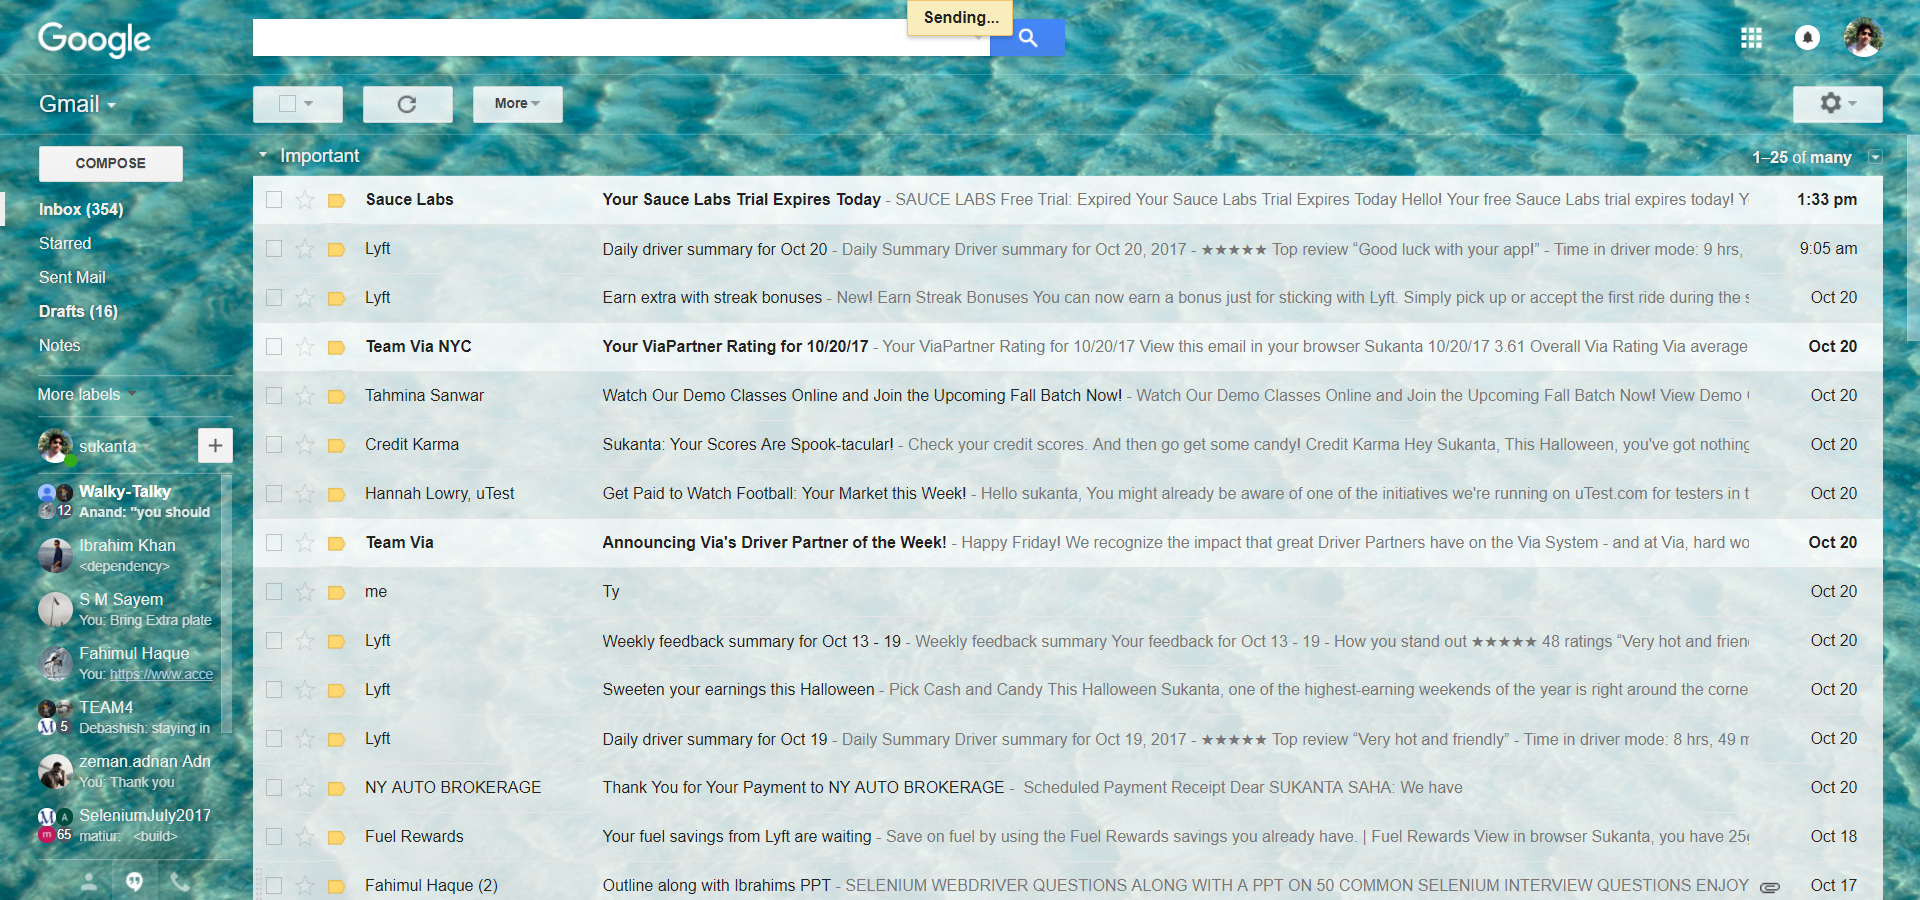 Sending...
Google
Gmail
More
COMPOSE
Important
1–25 of many
Inbox (354)
Starred
Sent Mail
Drafts (16)
Notes
More labels
sukanta
Walky-Talky
12 Anand: "you should
Ibrahim Khan
<dependency>
S M Sayem
You: Bring Extra plate
Fahimul Haque
You: https://www.acce
TEAM4
M 5 Debashish: staying in
zeman.adnan Adn
You: Thank you
M A SeleniumJuly2017
m 65 matiur: <build>
Sauce Labs Your Sauce Labs Trial Expires Today - SAUCE LABS Free Trial: Expired Your Sauce Labs Trial Expires Today Hello! Your free Sauce Labs trial expires today! Y 1:33 pm
Lyft Daily driver summary for Oct 20 - Daily Summary Driver summary for Oct 20, 2017 - ★★★★★ Top review “Good luck with your app!” - Time in driver mode: 9 hrs, 9:05 am
Lyft Earn extra with streak bonuses - New! Earn Streak Bonuses You can now earn a bonus just for sticking with Lyft. Simply pick up or accept the first ride during the s Oct 20
Team Via NYC Your ViaPartner Rating for 10/20/17 - Your ViaPartner Rating for 10/20/17 View this email in your browser Sukanta 10/20/17 3.61 Overall Via Rating Via average Oct 20
Tahmina Sanwar Watch Our Demo Classes Online and Join the Upcoming Fall Batch Now! - Watch Our Demo Classes Online and Join the Upcoming Fall Batch Now! View Demo Oct 20
Credit Karma Sukanta: Your Scores Are Spook-tacular! - Check your credit scores. And then go get some candy! Credit Karma Hey Sukanta, This Halloween, you've got nothing Oct 20
Hannah Lowry, uTest Get Paid to Watch Football: Your Market this Week! - Hello sukanta, You might already be aware of one of the initiatives we're running on uTest.com for testers in t Oct 20
Team Via Announcing Via's Driver Partner of the Week! - Happy Friday! We recognize the impact that great Driver Partners have on the Via System - and at Via, hard wo Oct 20
me Ty Oct 20
Lyft Weekly feedback summary for Oct 13 - 19 - Weekly feedback summary Your feedback for Oct 13 - 19 - How you stand out ★★★★★ 48 ratings “Very hot and frien Oct 20
Lyft Sweeten your earnings this Halloween - Pick Cash and Candy This Halloween Sukanta, one of the highest-earning weekends of the year is right around the corne Oct 20
Lyft Daily driver summary for Oct 19 - Daily Summary Driver summary for Oct 19, 2017 - ★★★★★ Top review “Very hot and friendly” - Time in driver mode: 8 hrs, 49 m Oct 20
NY AUTO BROKERAGE Thank You for Your Payment to NY AUTO BROKERAGE - Scheduled Payment Receipt Dear SUKANTA SAHA: We have Oct 20
Fuel Rewards Your fuel savings from Lyft are waiting - Save on fuel by using the Fuel Rewards savings you already have. | Fuel Rewards View in browser Sukanta, you have 25¢ Oct 18
Fahimul Haque (2) Outline along with Ibrahims PPT - SELENIUM WEBDRIVER QUESTIONS ALONG WITH A PPT ON 50 COMMON SELENIUM INTERVIEW QUESTIONS ENJOY Oct 17